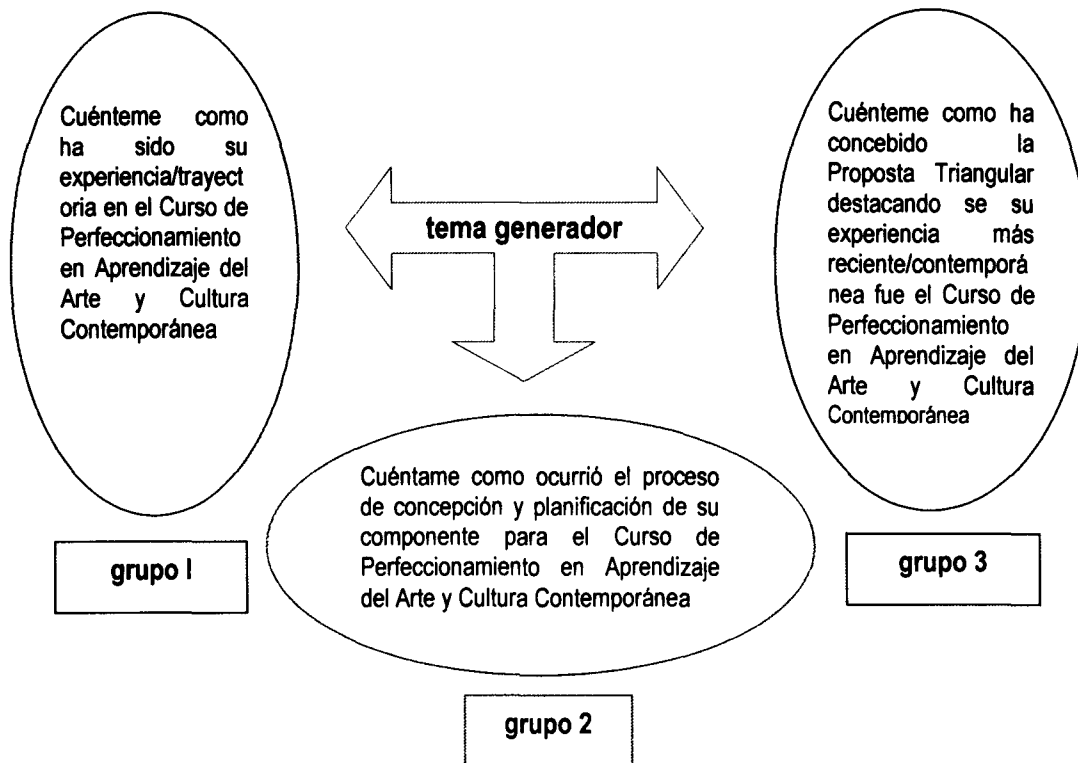 Cuénteme como
ha sido su
experiencia/trayect
oria en el Curso de
Perfeccionamiento
en Aprendizaje del
Arte y Cultura
Contemporánea
grupo I
tema generador
Cuénteme como ha
concebido la
Proposta Triangular
destacando se su
experiencia más
reciente/contemporá
nea fue el Curso de
Perfeccionamiento
en Aprendizaje del
Arte y Cultura
Contemporánea
grupo 3
Cuéntame como ocurrió el proceso
de concepción y planificación de su
componente para el Curso de
Perfeccionamiento en Aprendizaje
del Arte y Cultura Contemporánea
grupo 2